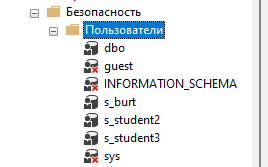 Безопасность
Пользователи
dbo
guest
INFORMATION_SCHEMA
s_burt
s_student2
s_student3
sys